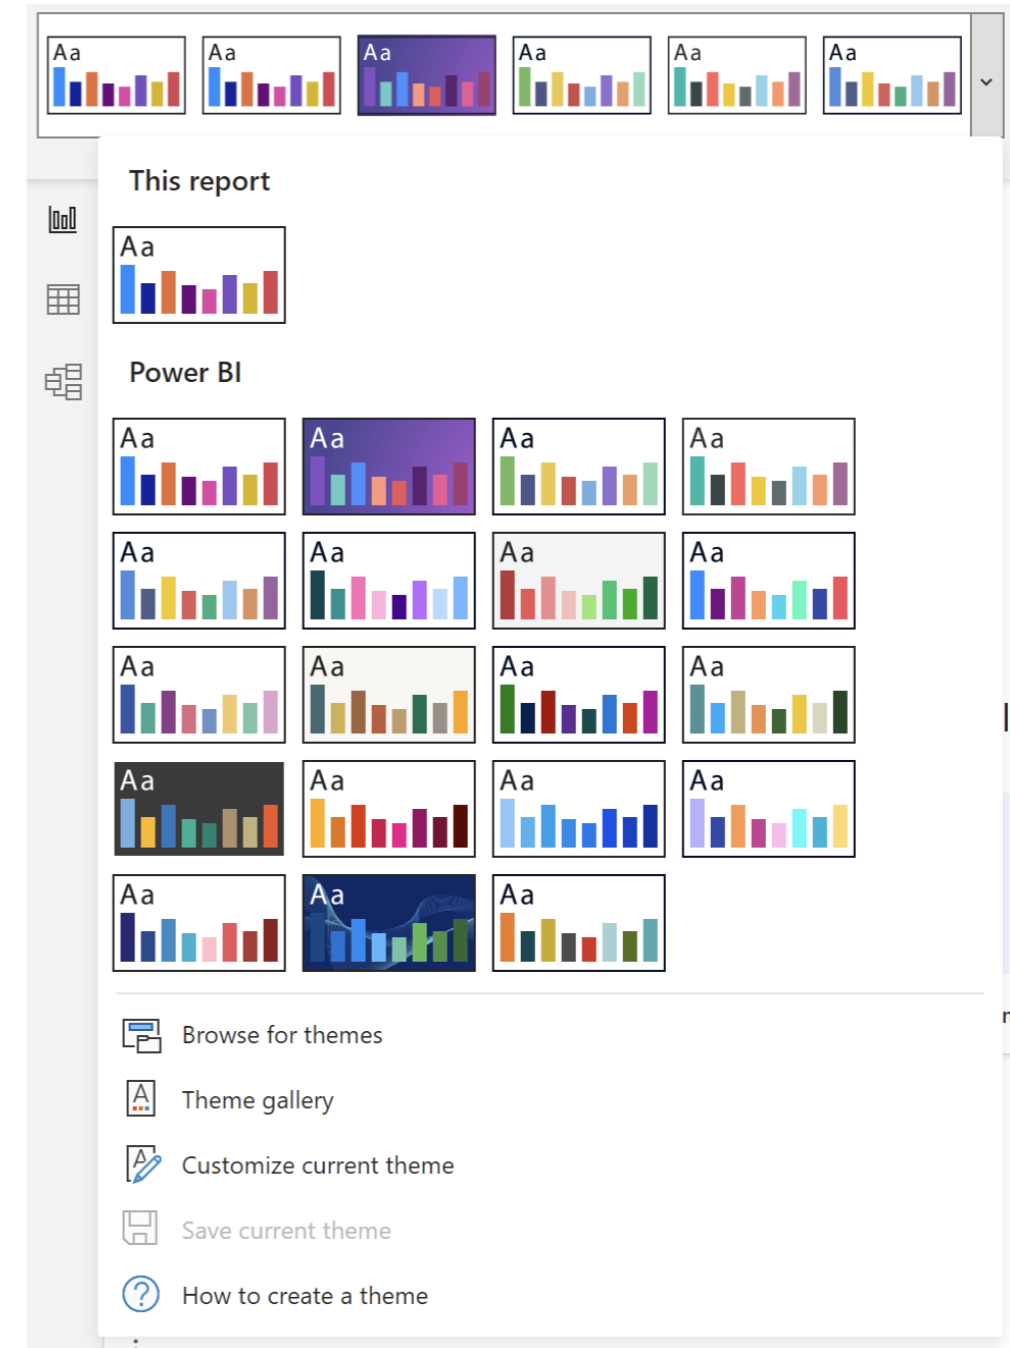 Aa Aa Aa Aa Aa Aa
This report
Aa
Power BI
Aa Aa Aa Aa
Aa Aa Aa Aa
Aa Aa Aa Aa
Aa Aa Aa Aa
Aa Aa Aa
Browse for themes
Theme gallery
Customize current theme
Save current theme
How to create a theme